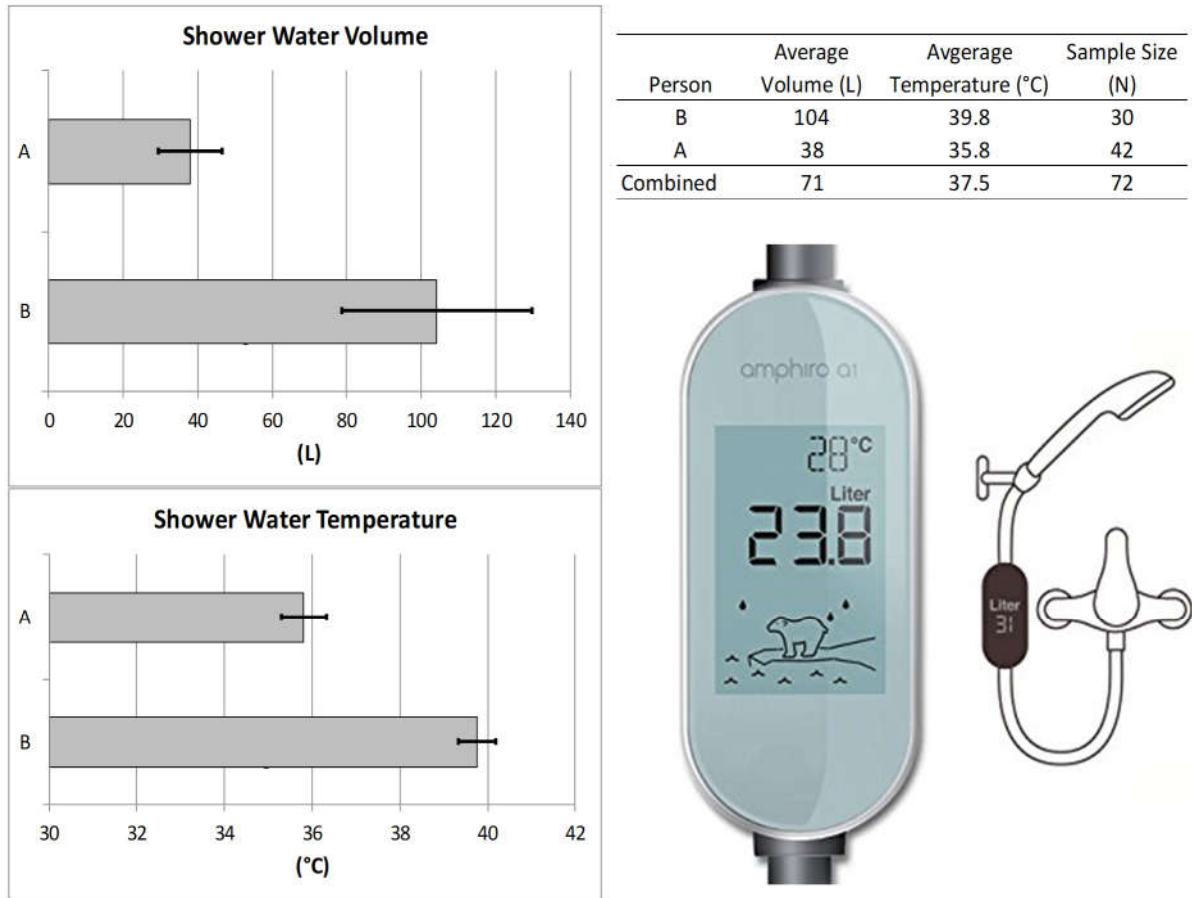 Shower Water Volume
A
B
0 20 40 60 80 100 120 140
(L)
Shower Water Temperature
A
B
30 32 34 36 38 40 42
(°C)
Average Avgerage Sample Size
Person Volume (L) Temperature (°C) (N)
B 104 39.8 30
A 38 35.8 42
Combined 71 37.5 72
amphiro a1
28°C
Liter
23.8
Liter
31